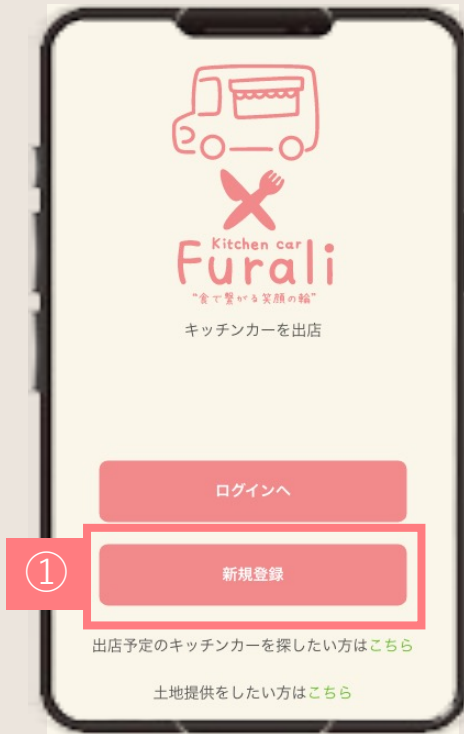 Kitchen car
Furali
“食で繋がる笑顔の輪”
キッチンカーを出店
ログインへ
①
新規登録
出店予定のキッチンカーを探したい方はこちら
土地提供をしたい方はこちら